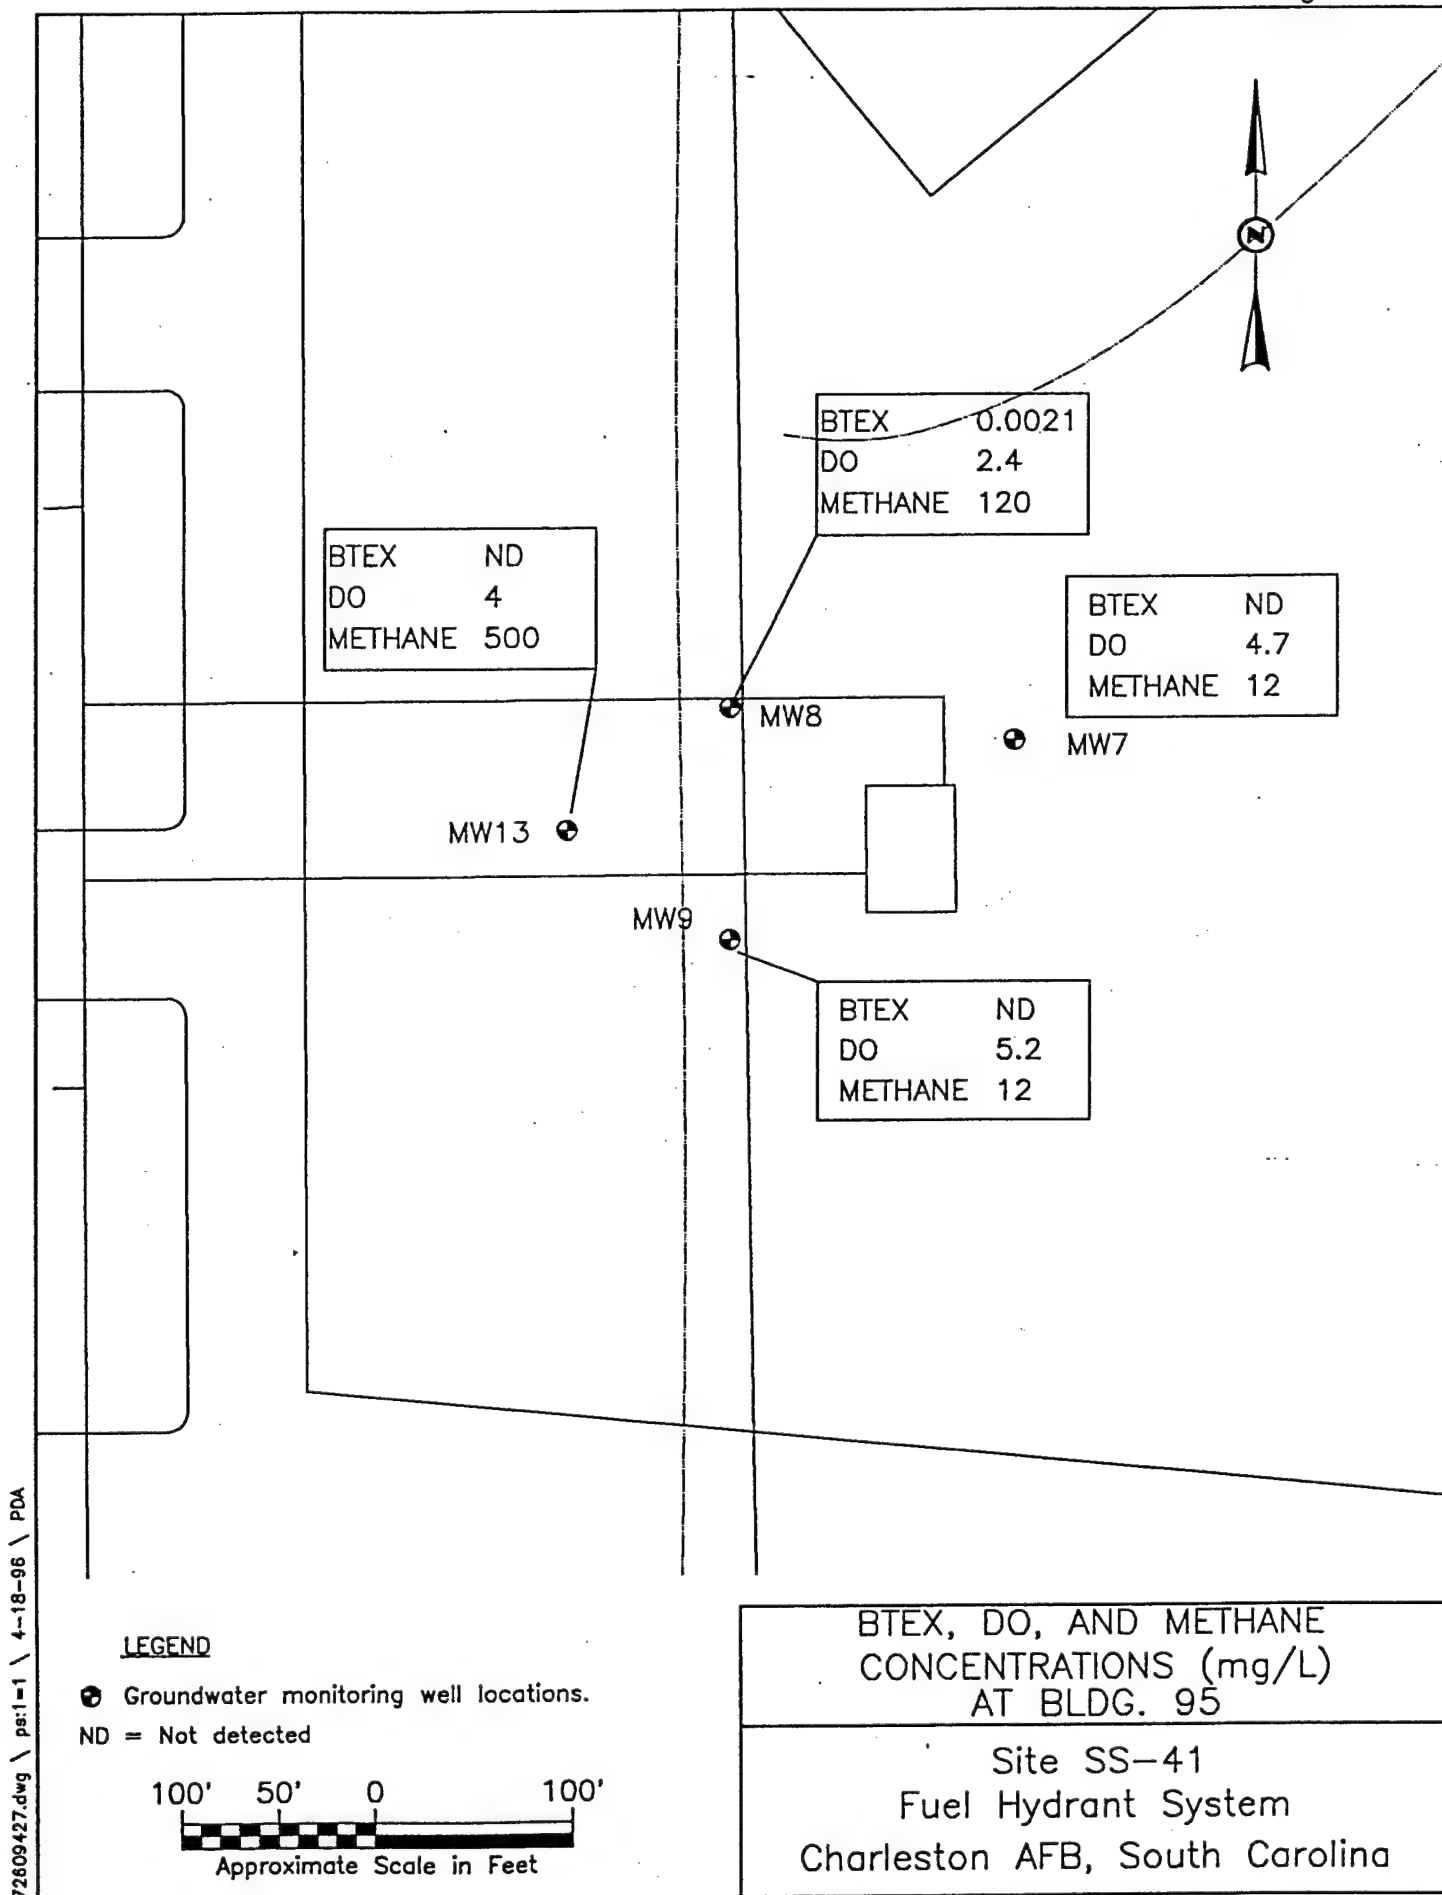 N
BTEX 0.0021
DO 2.4
METHANE 120
BTEX ND
DO 4
METHANE 500
BTEX ND
DO 4.7
METHANE 12
MW8
MW7
MW13
MW9
BTEX ND
DO 5.2
METHANE 12
72609427.dwg \ ps:1=1 \ 4-18-96 \ PDA
LEGEND
Groundwater monitoring well locations.
ND = Not detected
100' 50' 0 100'
Approximate Scale in Feet
BTEX, DO, AND METHANE
CONCENTRATIONS (mg/L)
AT BLDG. 95
Site SS-41
Fuel Hydrant System
Charleston AFB, South Carolina